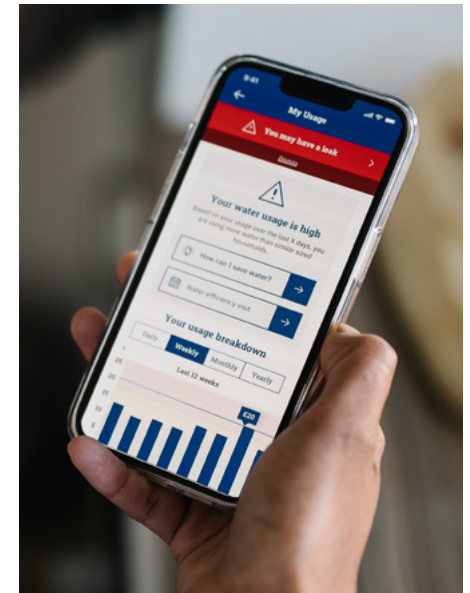 9:41
My Usage
You may have a leak
Dismiss
Your water usage is high
Based on your usage over the last X days, you
are using more water than similar sized
households.
How can I save water?
Water efficiency visit
Your usage breakdown
Daily
Weekly
Monthly
Yearly
Last 12 weeks
25
20
15
10
5
£20